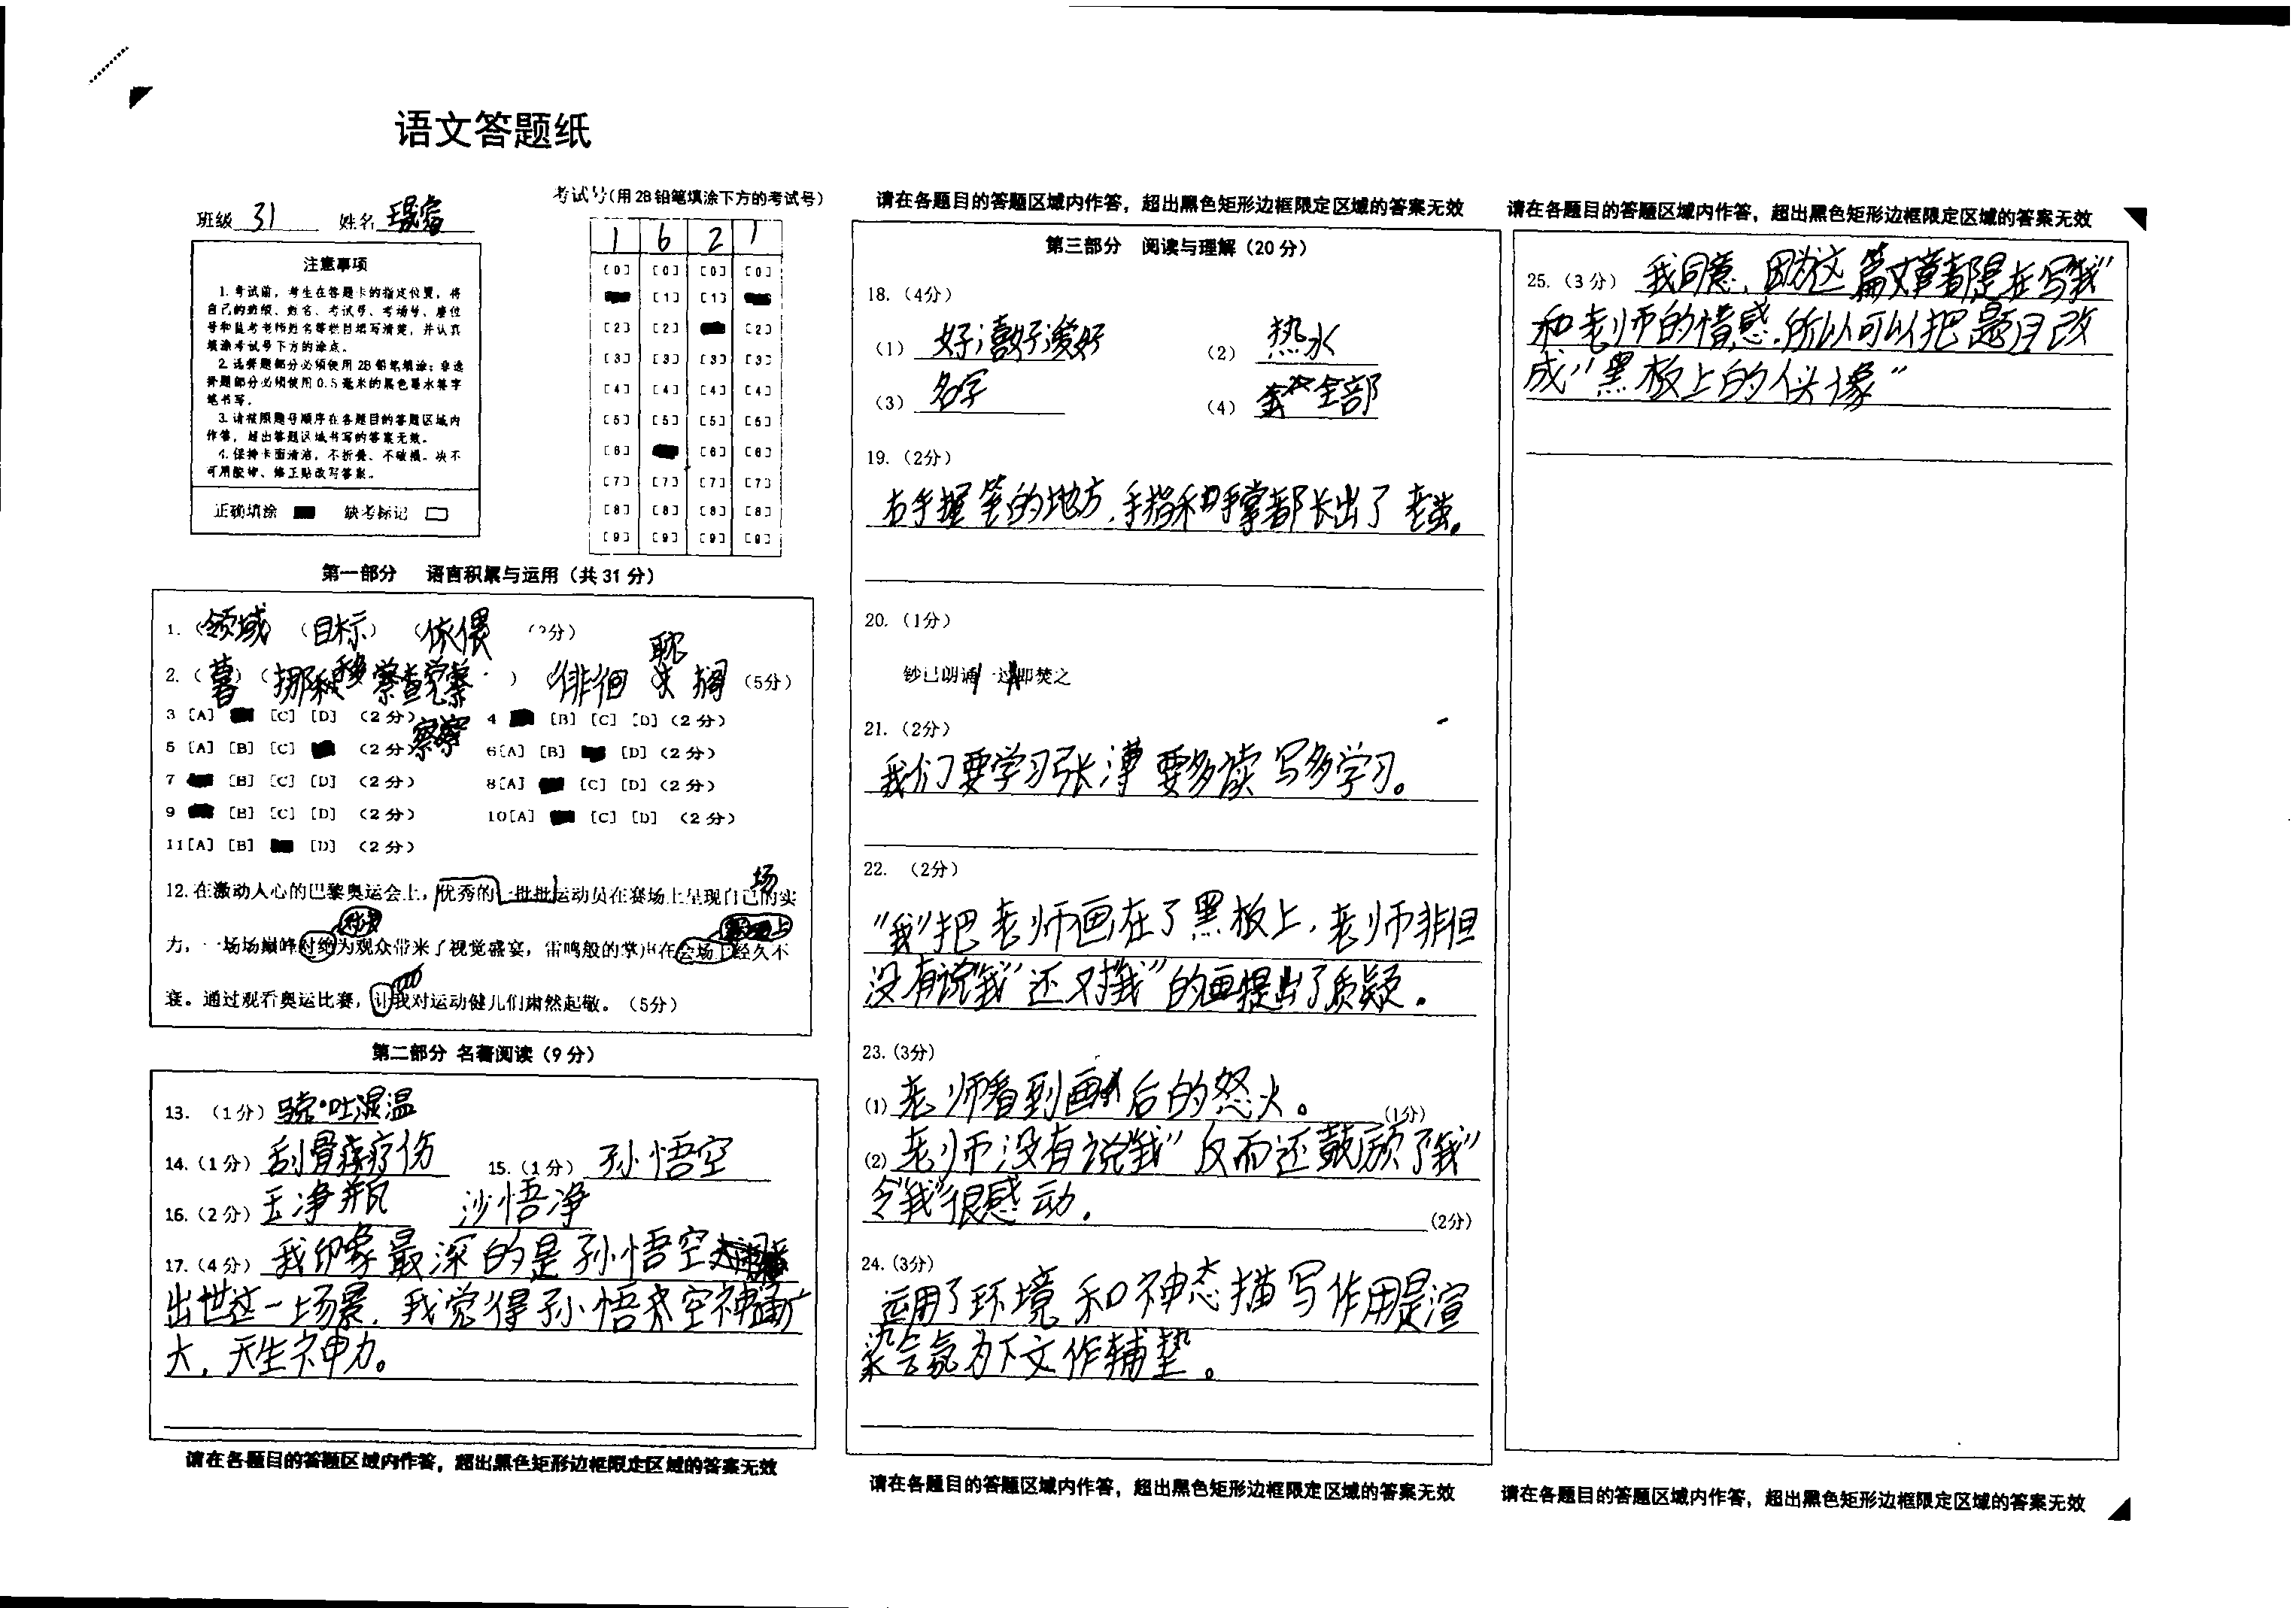 语文答题纸
班级 31 姓名
考试号(用2B铅笔填涂下方的考试号)
1 6 2 1
[0] [0] [0] [0]
[1] [1]
[2] [2] [2]
[3] [3] [3] [3]
[4] [4] [4] [4]
[5] [5] [5] [5]
[6] [6] [6]
[7] [7] [7] [7]
[8] [8] [8] [8]
[9] [9] [9] [9]
注意事项
1.考试前,考生在答题卡的指定位置,将
自己的班级、姓名、考试号、考场号、座位
号和监考老师姓名等栏目填写清楚,并认真
填涂考试号下方的涂点。
2.选择题部分必须使用2B铅笔填涂;非选
择题部分必须使用0.5毫米的黑色墨水签字
笔书写。
3.请按照题号顺序在各题目的答题区域内
作答,超出答题区域书写的答案无效。
4.保持卡面清洁,不折叠、不破损。决不
可用胶带、修正贴改写答案。
正确填涂 缺考标记
第一部分 语言积累与运用(共31分)
1.(领域)(目标)(依偎
2.(暮)(挪移 察觉 )(徘徊 耽搁 (5分)
3 [A] [C] [D] (2分) 4 [B] [C] [D] (2分)
5 [A] [B] [C] (2分) 6[A] [B] [D] (2分)
7 [B] [C] [D] (2分) 8[A] [C] [D] (2分)
9 [B] [C] [D] (2分) 10[A] [C] [D] (2分)
11[A] [B] [D] (2分)
12.在激动人心的巴黎奥运会上,优秀的一批批运动员在赛场上呈现自己的实
场
力,一场场巅峰对绝为观众带来了视觉盛宴,雷鸣般的掌声在会场上经久不
衰。通过观看奥运比赛,让我对运动健儿们肃然起敬。(5分)
第二部分 名著阅读(9分)
13.(1分)骁·吐温
14.(1分)刮骨疗伤 15.(1分)孙悟空
16.(2分)玉净瓶 沙悟净
17.(4分)我印象最深的是孙悟空
出世这一场景,我觉得孙悟空神通广
大,天生神力。
请在各题目的答题区域内作答,超出黑色矩形边框限定区域的答案无效
请在各题目的答题区域内作答,超出黑色矩形边框限定区域的答案无效
第三部分 阅读与理解(20分)
18.(4分)
(1)好;喜好;爱好 (2)热水
(3)名字 (4)全部
19.(2分)
右手握笔的地方,手指和手掌都长出了老茧。
20.(1分)
钞已朗诵一过即焚之
21.(2分)
我们要学习张溥要多读写多学习。
22.(2分)
“我”把老师画在了黑板上,老师非但
没有说“我”还对“我”的画提出了质疑。
23.(3分)
(1)老师看到画后的怒火。(1分)
(2)老师没有说“我”反而还鼓励了“我”
令“我”很感动。(2分)
24.(3分)
运用了环境和神态描写作用是渲
染气氛为下文作辅垫。
请在各题目的答题区域内作答,超出黑色矩形边框限定区域的答案无效
请在各题目的答题区域内作答,超出黑色矩形边框限定区域的答案无效
25.(3分)我同意,因为这篇文章都是在写“我”
和老师的情感.所以可以把题目改
成“黑板上的人头像”
请在各题目的答题区域内作答,超出黑色矩形边框限定区域的答案无效